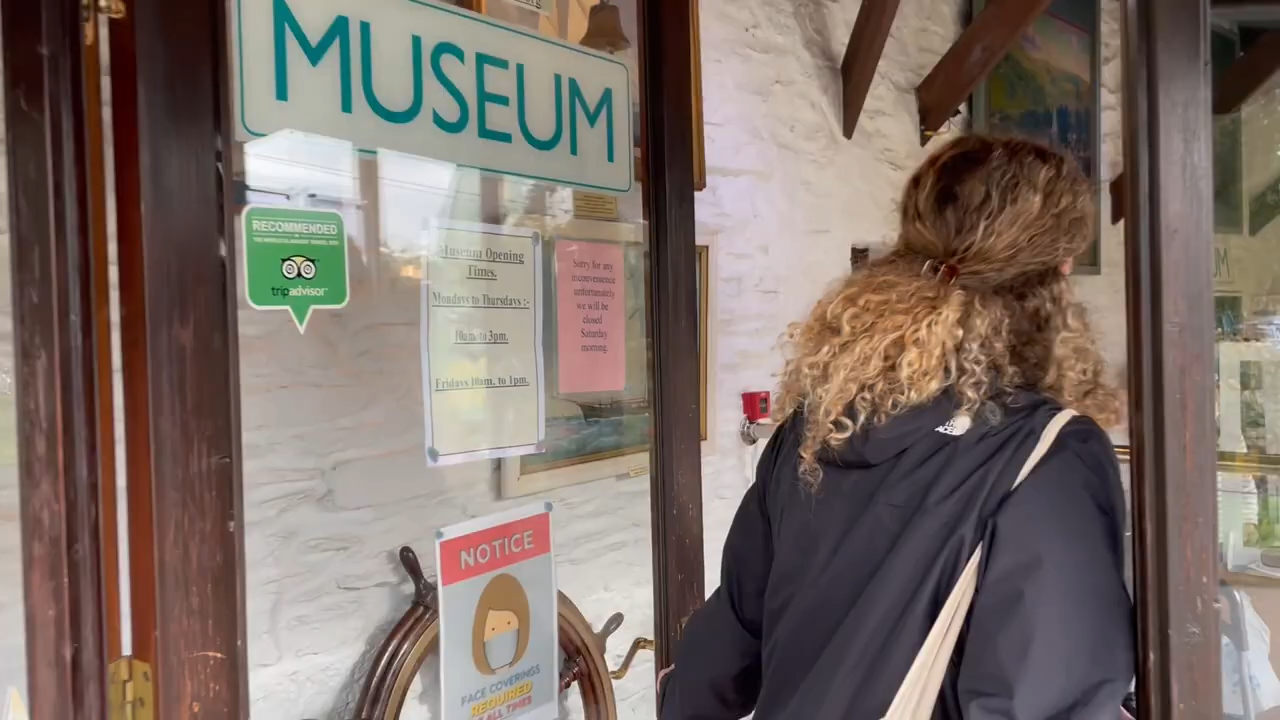 MUSEUM
RECOMMENDED
tripadvisor
Museum Opening
Times.
Mondays to Thursdays :-
10am to 3pm.
Fridays 10am. to 1pm.
Sorry for any
inconvenience
unfortunately
we will be
closed
Saturday
morning.
NOTICE
FACE COVERINGS
REQUIRED
ALL TIMES